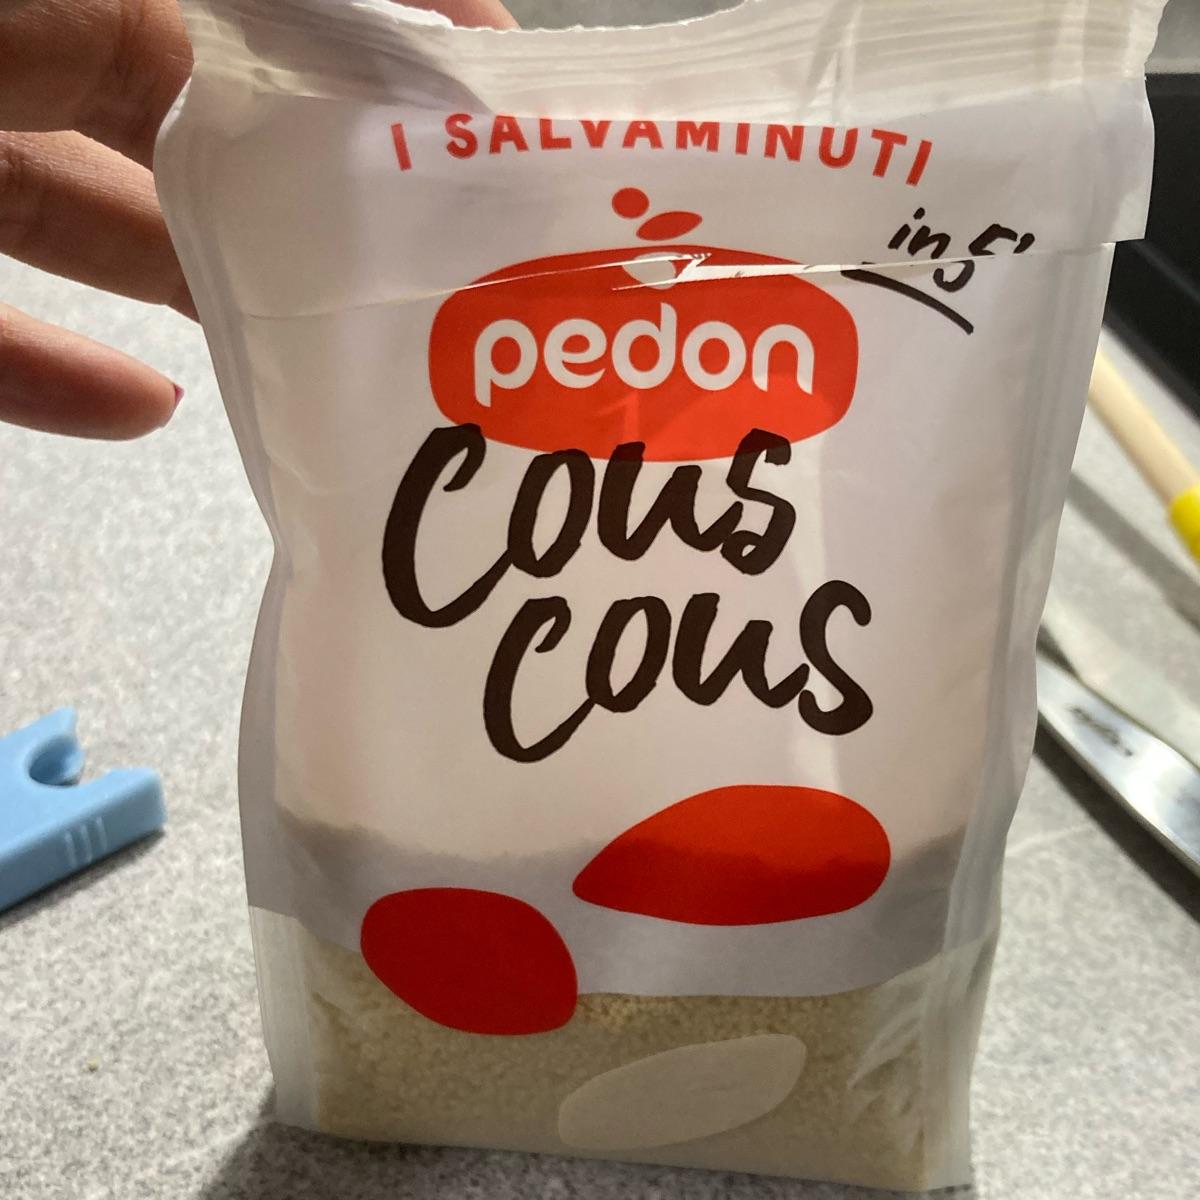 I SALVAMINUTI
in 5'
pedon
Cous
cous